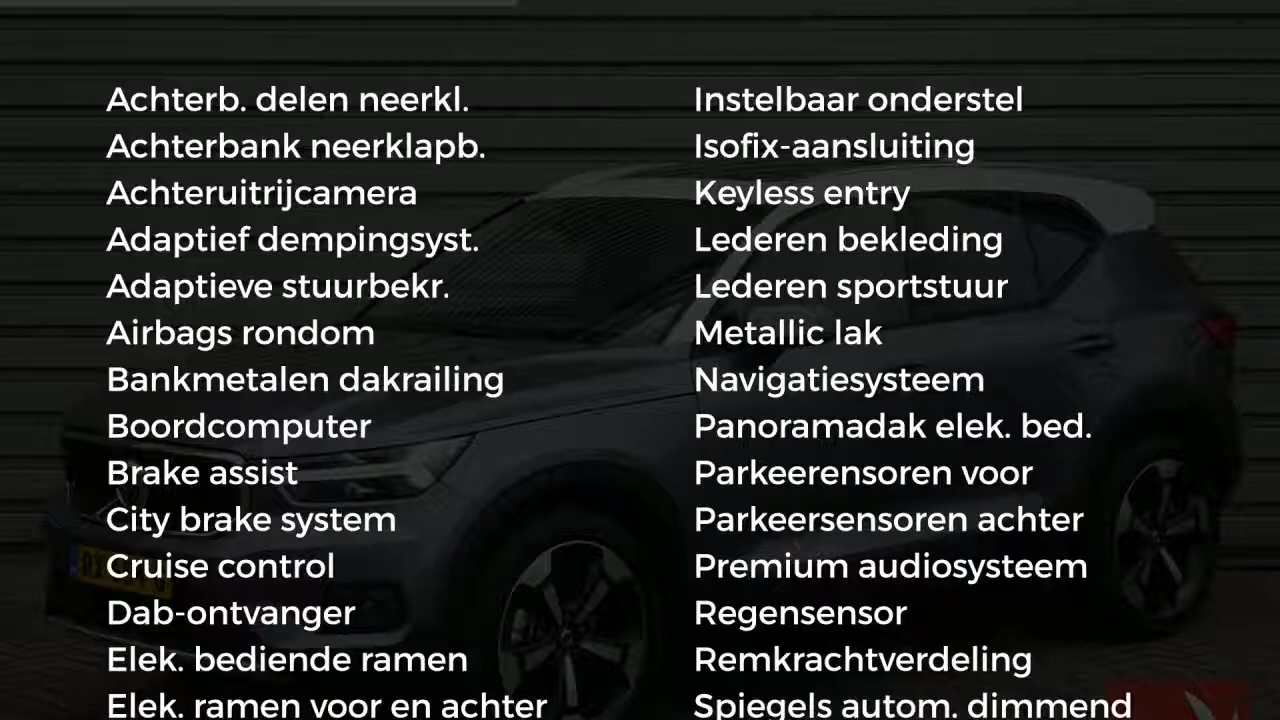 Achterb. delen neerkl.
Achterbank neerklapb.
Achteruitrijcamera
Adaptief dempingsyst.
Adaptieve stuurbekr.
Airbags rondom
Bankmetalen dakrailing
Boordcomputer
Brake assist
City brake system
Cruise control
Dab-ontvanger
Elek. bediende ramen
Elek. ramen voor en achter
Instelbaar onderstel
Isofix-aansluiting
Keyless entry
Lederen bekleding
Lederen sportstuur
Metallic lak
Navigatiesysteem
Panoramadak elek. bed.
Parkeerensoren voor
Parkeersensoren achter
Premium audiosysteem
Regensensor
Remkrachtverdeling
Spiegels autom. dimmend